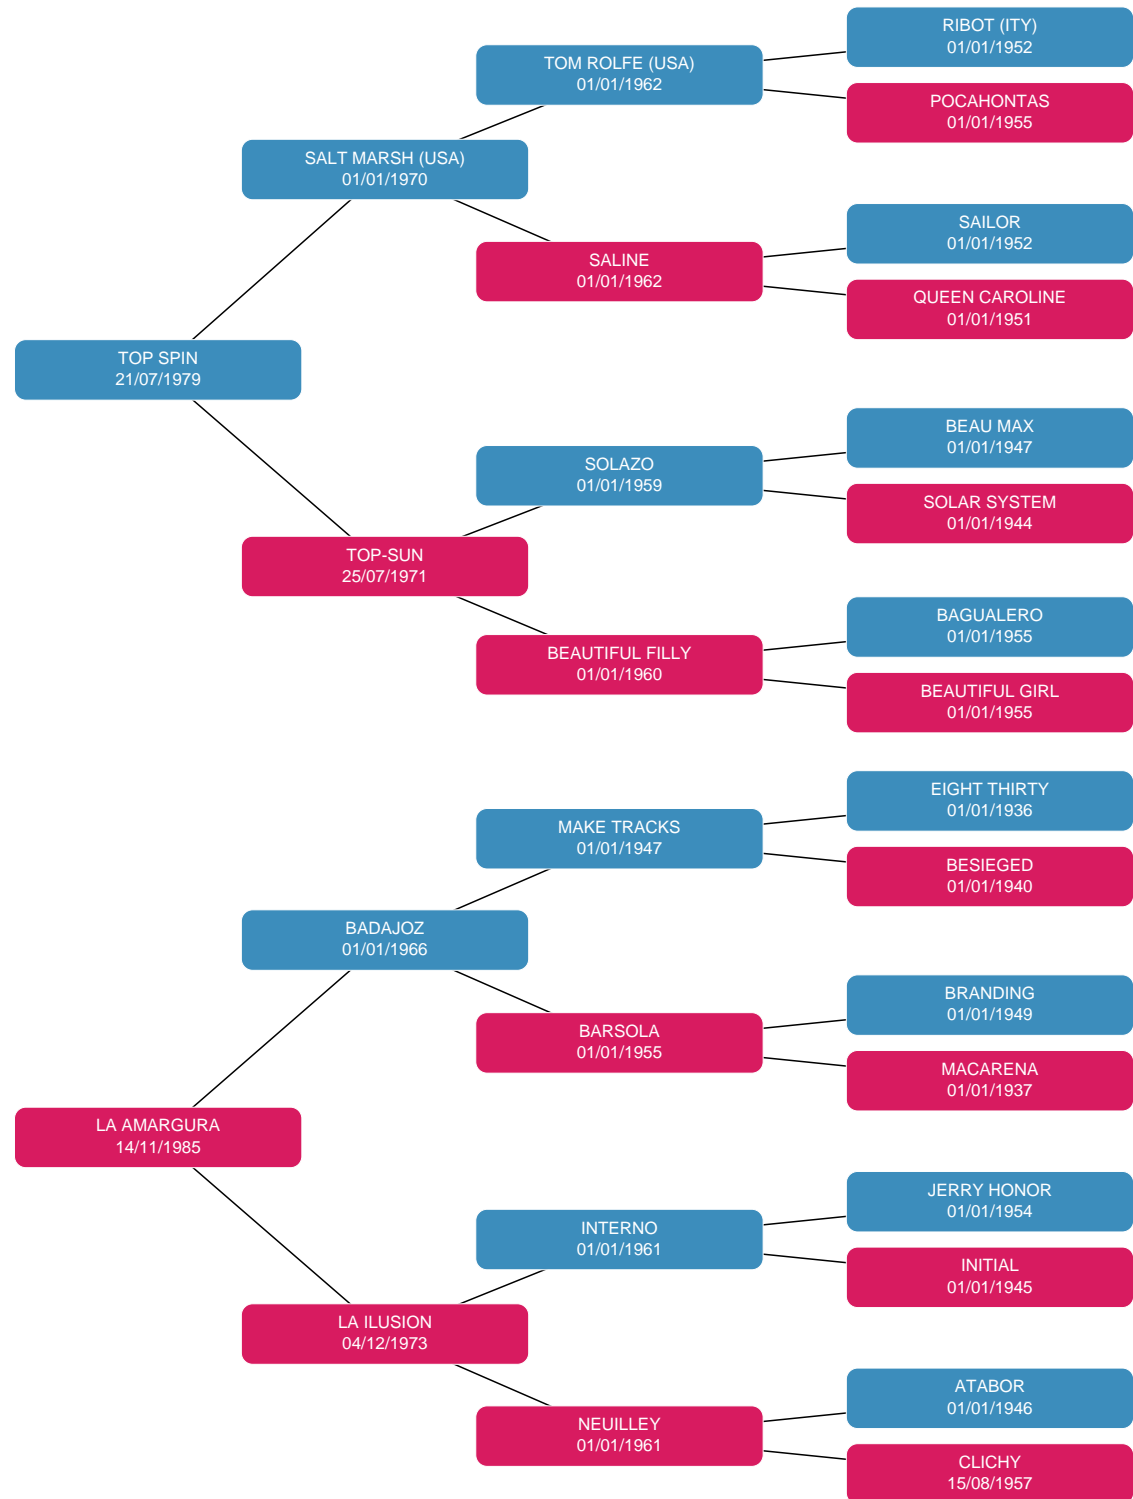 RIBOT (ITY)
01/01/1952
TOM ROLFE (USA)
01/01/1962
POCAHONTAS
01/01/1955
SALT MARSH (USA)
01/01/1970
SAILOR
01/01/1952
SALINE
01/01/1962
QUEEN CAROLINE
01/01/1951
TOP SPIN
21/07/1979
BEAU MAX
01/01/1947
SOLAZO
01/01/1959
SOLAR SYSTEM
01/01/1944
TOP-SUN
25/07/1971
BAGUALERO
01/01/1955
BEAUTIFUL FILLY
01/01/1960
BEAUTIFUL GIRL
01/01/1955
EIGHT THIRTY
01/01/1936
MAKE TRACKS
01/01/1947
BESIEGED
01/01/1940
BADAJOZ
01/01/1966
BRANDING
01/01/1949
BARSOLA
01/01/1955
MACARENA
01/01/1937
LA AMARGURA
14/11/1985
JERRY HONOR
01/01/1954
INTERNO
01/01/1961
INITIAL
01/01/1945
LA ILUSION
04/12/1973
ATABOR
01/01/1946
NEUILLEY
01/01/1961
CLICHY
15/08/1957